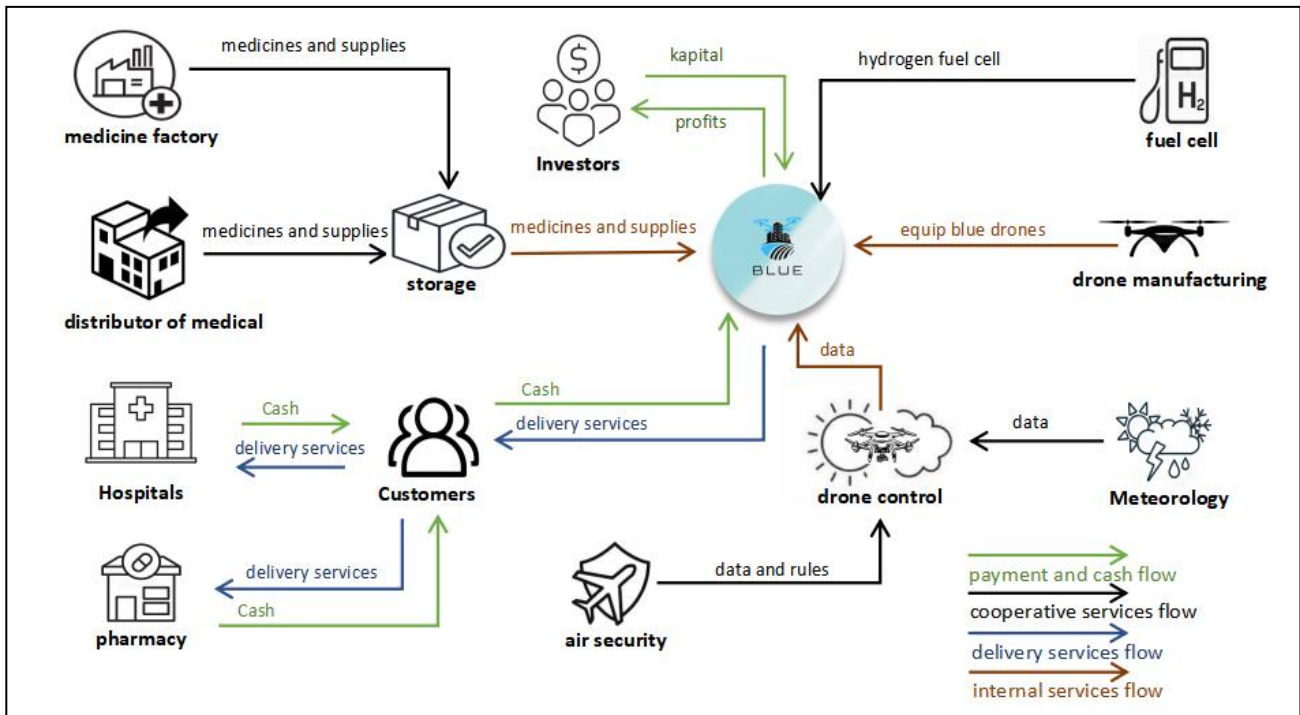 medicines and supplies
medicine factory
$
kapital
profits
Investors
hydrogen fuel cell
H2
fuel cell
medicines and supplies
distributor of medical
storage
medicines and supplies
BLUE
equip blue drones
drone manufacturing
Cash
delivery services
Hospitals
Cash
delivery services
Customers
data
drone control
data
Meteorology
delivery services
Cash
pharmacy
air security
data and rules
payment and cash flow
cooperative services flow
delivery services flow
internal services flow